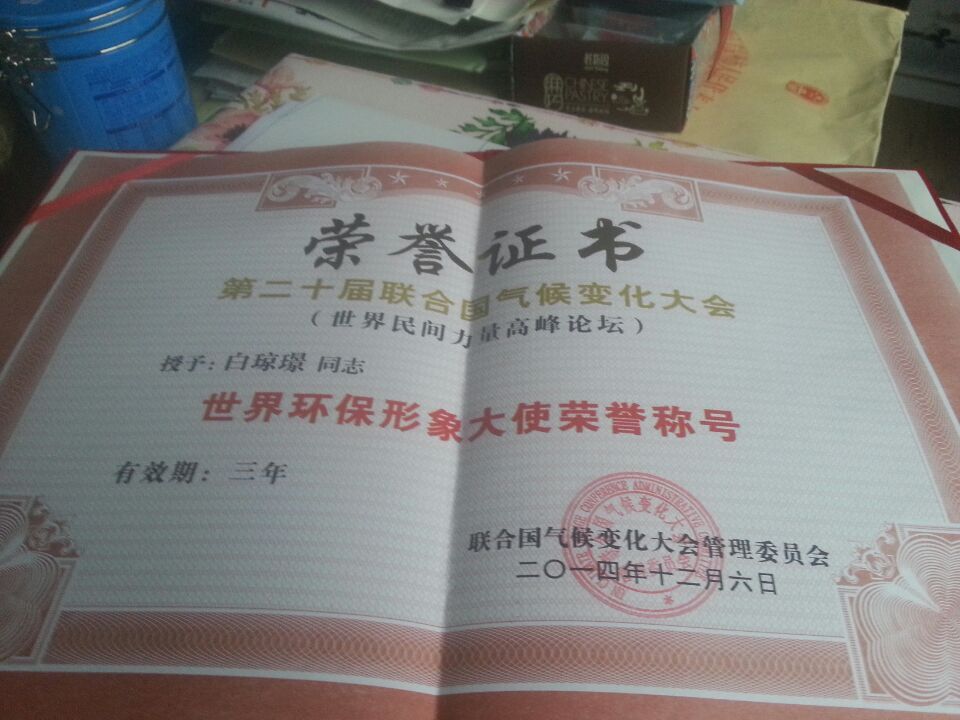 荣誉证书
第二十届联合国气候变化大会
（世界民间力量高峰论坛）
授予：白琼璟 同志
世界环保形象大使荣誉称号
有效期：三年
联合国气候变化大会管理委员会
二〇一四年十二月六日
CONFERENCE ADMINISTRATIVE
CHINESE